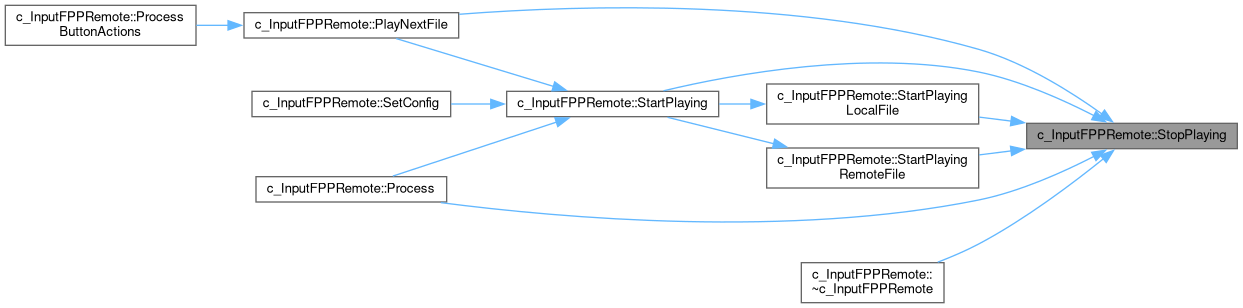 c_InputFPPRemote::Process
ButtonActions
c_InputFPPRemote::PlayNextFile
c_InputFPPRemote::SetConfig
c_InputFPPRemote::StartPlaying
c_InputFPPRemote::StartPlaying
LocalFile
c_InputFPPRemote::StopPlaying
c_InputFPPRemote::StartPlaying
RemoteFile
c_InputFPPRemote::Process
c_InputFPPRemote::
~c_InputFPPRemote